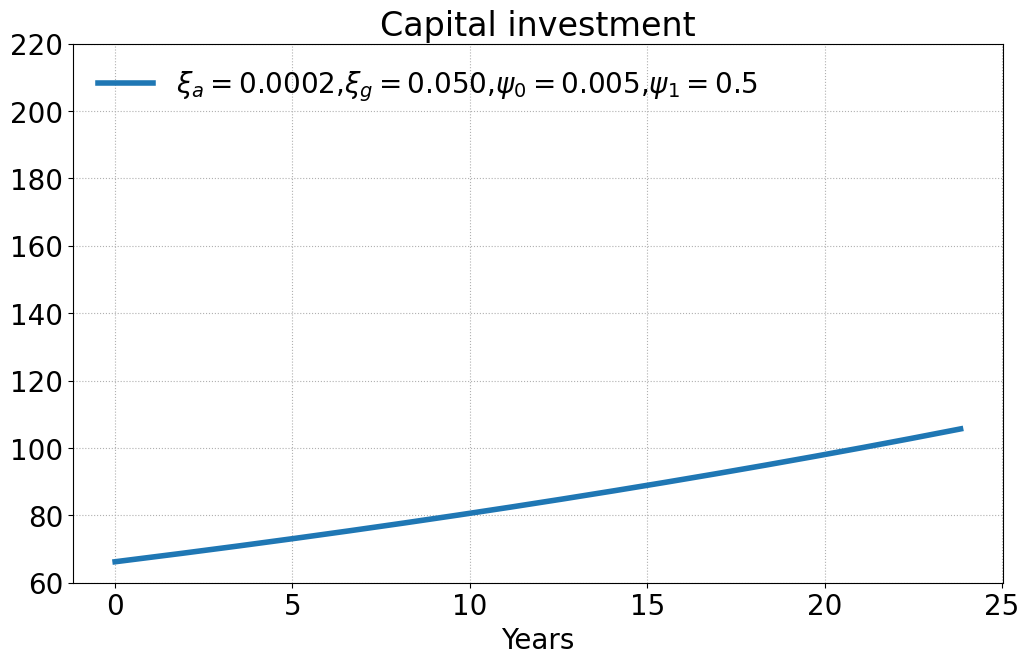 Capital investment
ξₐ = 0.0002,ξ_g = 0.050,ψ₀ = 0.005,ψ₁ = 0.5
220
200
180
160
140
120
100
80
60
0 5 10 15 20 25
Years